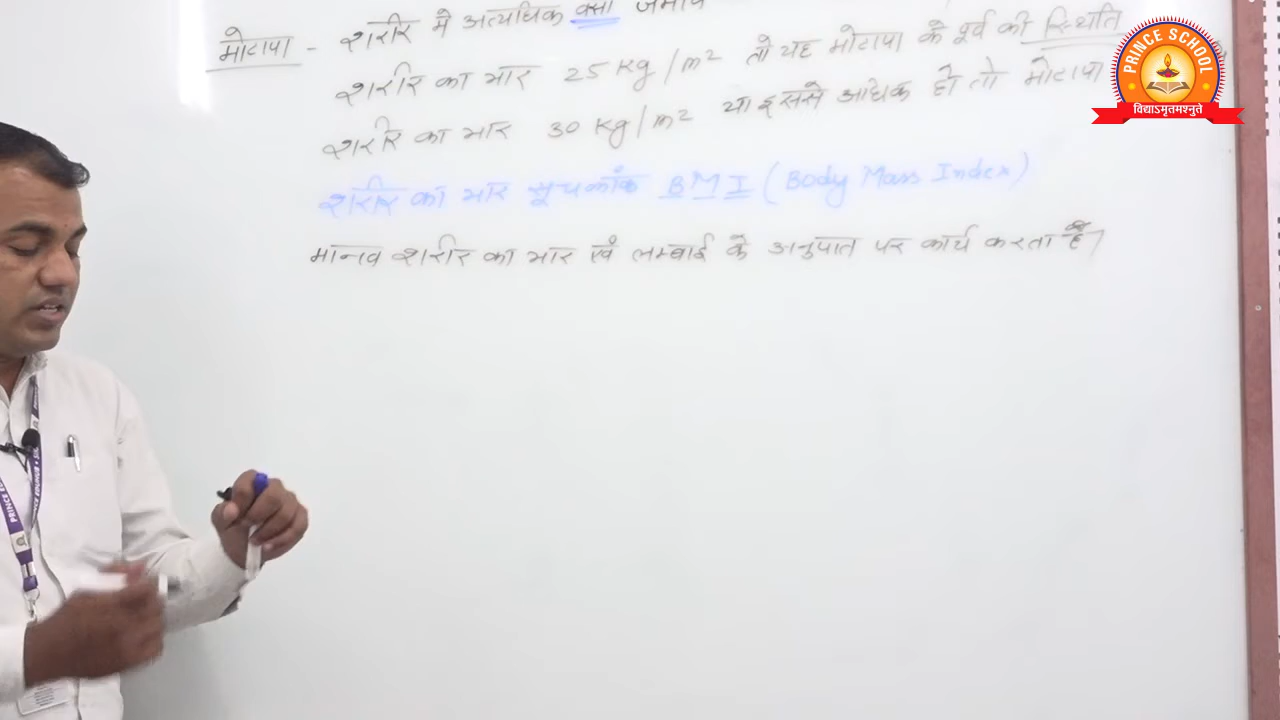 मोटापा - शरीर मे अत्यधिक वसा जमाव
शरीर का भार 25 Kg/m² तो यह मोटापा के पूर्व की स्थिति
शरीर का भार 30 Kg/m² या इससे अधिक हो तो मोटापा
शरीर का भार सूचकांक BMI (Body Mass Index)
मानव शरीर का भार एवं लम्बाई के अनुपात पर कार्य करता है।
PRINCE SCHOOL
विद्याऽमृतमश्नुते